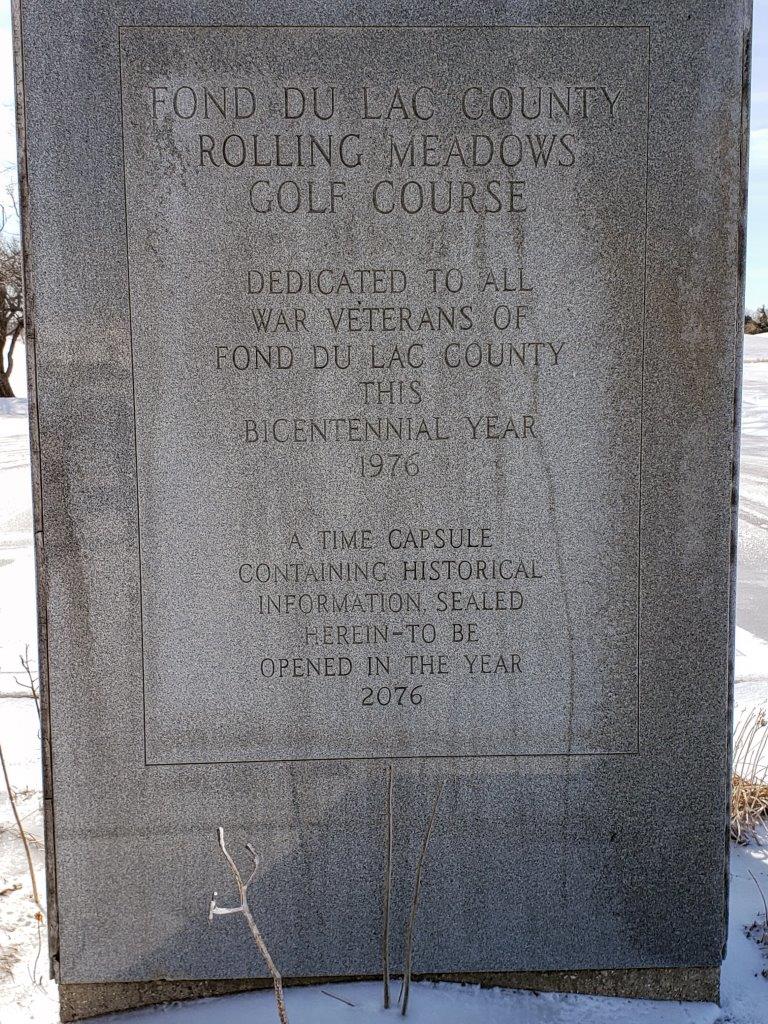 FOND DU LAC COUNTY
ROLLING MEADOWS
GOLF COURSE
DEDICATED TO ALL
WAR VETERANS OF
FOND DU LAC COUNTY
THIS
BICENTENNIAL YEAR
1976
A TIME CAPSULE
CONTAINING HISTORICAL
INFORMATION, SEALED
HEREIN-TO BE
OPENED IN THE YEAR
2076